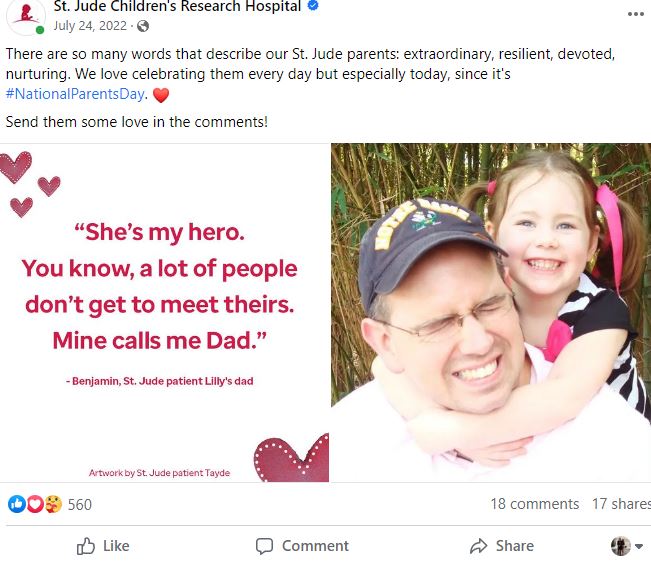 St. Jude Children's Research Hospital
July 24, 2022 ·
There are so many words that describe our St. Jude parents: extraordinary, resilient, devoted,
nurturing. We love celebrating them every day but especially today, since it's
#NationalParentsDay.
Send them some love in the comments!
“She’s my hero.
You know, a lot of people
don’t get to meet theirs.
Mine calls me Dad.”
- Benjamin, St. Jude patient Lilly's dad
Artwork by St. Jude patient Tayde
NOTRE DAME
560
18 comments 17 shares
Like Comment Share